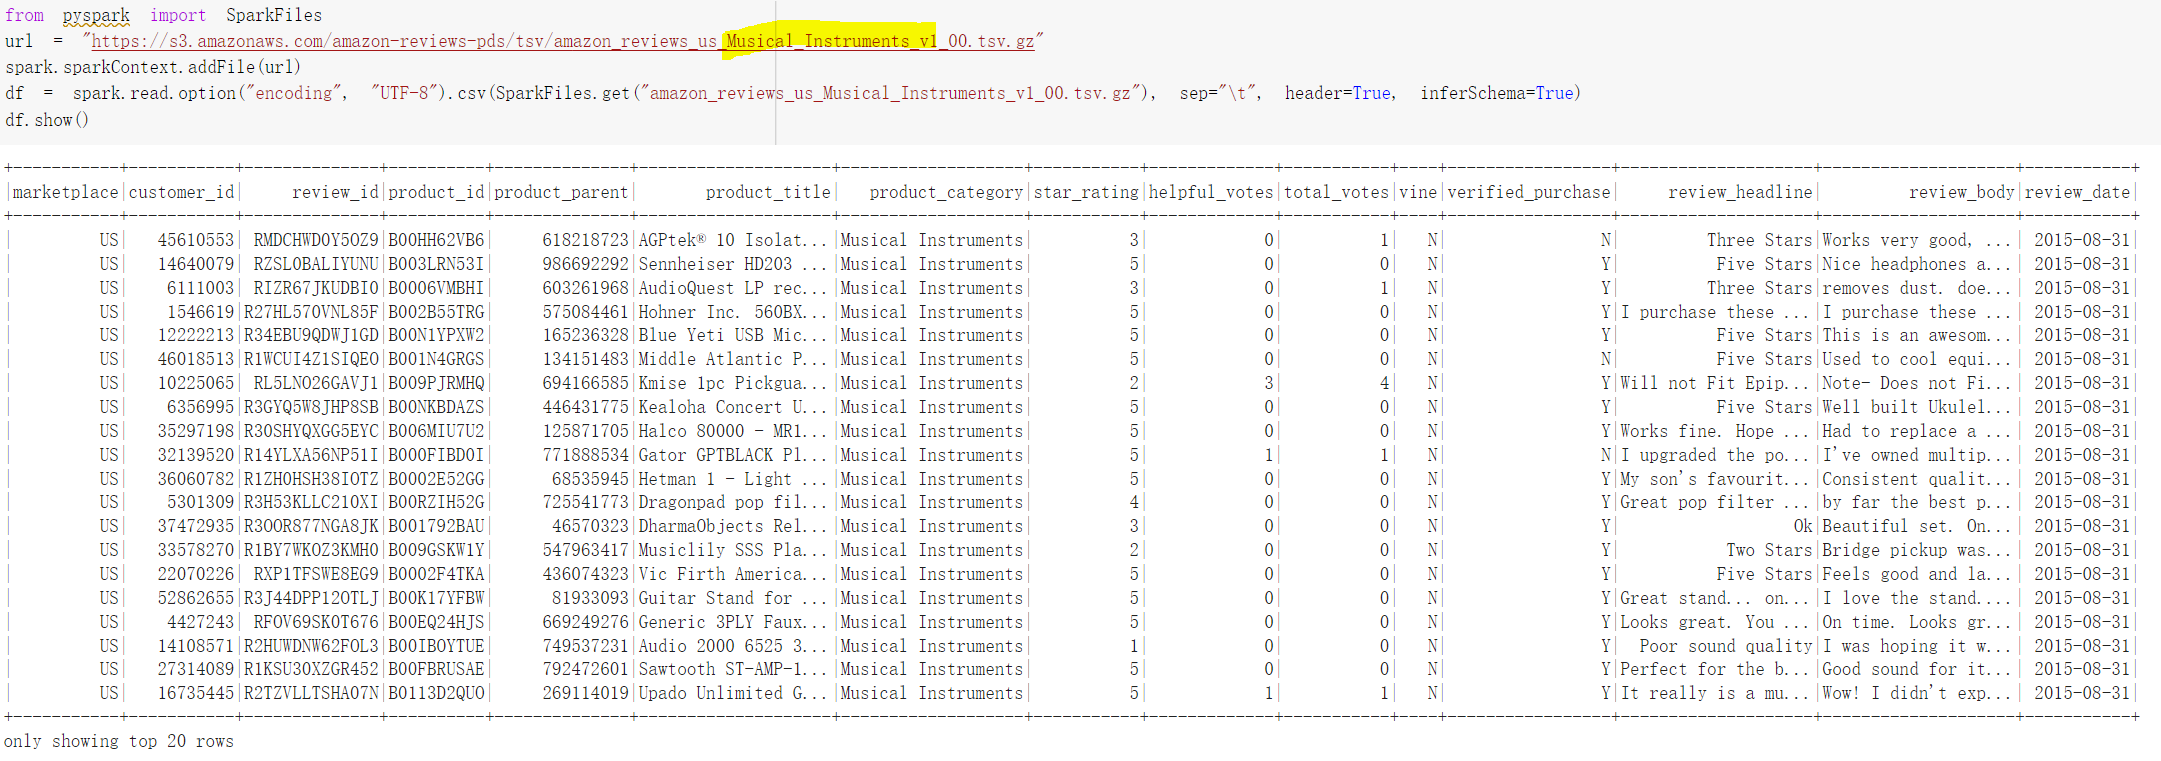 from pyspark import SparkFiles
url = "https://s3.amazonaws.com/amazon-reviews-pds/tsv/amazon_reviews_us_Musical_Instruments_v1_00.tsv.gz"
spark.sparkContext.addFile(url)
df = spark.read.option("encoding", "UTF-8").csv(SparkFiles.get("amazon_reviews_us_Musical_Instruments_v1_00.tsv.gz"), sep="\t", header=True, inferSchema=True)
df.show()
+-----------+-----------+--------------+----------+--------------+--------------------+-------------------+-----------+-------------+-----------+----+-----------------+--------------------+--------------------+-----------+
|marketplace|customer_id|     review_id|product_id|product_parent|       product_title|   product_category|star_rating|helpful_votes|total_votes|vine|verified_purchase|     review_headline|         review_body|review_date|
+-----------+-----------+--------------+----------+--------------+--------------------+-------------------+-----------+-------------+-----------+----+-----------------+--------------------+--------------------+-----------+
|         US|   45610553| RMDCHWD0Y5OZ9|B00HH62VB6|     618218723|AGPtek® 10 Isolat...|Musical Instruments|          3|            0|          1|   N|                N|         Three Stars|Works very good, ...| 2015-08-31|
|         US|   14640079| RZSL0BALIYUNU|B003LRN53I|     986692292|Sennheiser HD203 ...|Musical Instruments|          5|            0|          0|   N|                Y|          Five Stars|Nice headphones a...| 2015-08-31|
|         US|    6111003| RIZR67JKUDBI0|B0006VMBHI|     603261968|AudioQuest LP rec...|Musical Instruments|          3|            0|          1|   N|                Y|         Three Stars|removes dust. doe...| 2015-08-31|
|         US|    1546619|R27HL570VNL85F|B002B55TRG|     575084461|Hohner Inc. 560BX...|Musical Instruments|          5|            0|          0|   N|                Y|I purchase these ...|I purchase these ...| 2015-08-31|
|         US|   12222213|R34EBU9QDWJ1GD|B00N1YPXW2|     165236328|Blue Yeti USB Mic...|Musical Instruments|          5|            0|          0|   N|                Y|          Five Stars|This is an awesom...| 2015-08-31|
|         US|   46018513|R1WCUI4Z1SIQEO|B001N4GRGS|     134151483|Middle Atlantic P...|Musical Instruments|          5|            0|          0|   N|                N|          Five Stars|Used to cool equi...| 2015-08-31|
|         US|   10225065| RL5LNO26GAVJ1|B009PJRMHQ|     694166585|Kmise 1pc Pickgua...|Musical Instruments|          2|            3|          4|   N|                Y|Will not Fit Epip...|Note- Does not Fi...| 2015-08-31|
|         US|    6356995|R3GYQ5W8JHP8SB|B00NKBDAZS|     446431775|Kealoha Concert U...|Musical Instruments|          5|            0|          0|   N|                Y|          Five Stars|Well built Ukulel...| 2015-08-31|
|         US|   35297198|R30SHYQXGG5EYC|B006MIU7U2|     125871705|Halco 80000 - MR1...|Musical Instruments|          5|            0|          0|   N|                Y|Works fine. Hope ...|Had to replace a ...| 2015-08-31|
|         US|   32139520|R14YLXA56NP51I|B000FIBD0I|     771888534|Gator GPTBLACK Pl...|Musical Instruments|          5|            1|          1|   N|                N|I upgraded the po...|I've owned multip...| 2015-08-31|
|         US|   36060782|R1ZH0HSH38IOTZ|B0002E52GG|      68535945|Hetman 1 - Light ...|Musical Instruments|          5|            0|          0|   N|                Y|My son's favourit...|Consistent qualit...| 2015-08-31|
|         US|    5301309|R3H53KLLC210XI|B00RZIH52G|     725541773|Dragonpad pop fil...|Musical Instruments|          4|            0|          0|   N|                Y|Great pop filter ...|by far the best p...| 2015-08-31|
|         US|   37472935|R3OOR877NGA8JK|B001792BAU|      46570323|DharmaObjects Rel...|Musical Instruments|          3|            0|          0|   N|                Y|                  Ok|Beautiful set. On...| 2015-08-31|
|         US|   33578270|R1BY7WKOZ3KMH0|B009GSKW1Y|     547963417|Musiclily SSS Pla...|Musical Instruments|          2|            0|          0|   N|                Y|           Two Stars|Bridge pickup was...| 2015-08-31|
|         US|   22070226| RXP1TFSWE8EG9|B0002F4TKA|     436074323|Vic Firth America...|Musical Instruments|          5|            0|          0|   N|                Y|          Five Stars|Feels good and la...| 2015-08-31|
|         US|   52862655|R3J44DPP12OTLJ|B00K17YFBW|      81933093|Guitar Stand for ...|Musical Instruments|          5|            0|          0|   N|                Y|Great stand... on...|I love the stand....| 2015-08-31|
|         US|    4427243| RFOV69SK0T676|B00EQ24HJS|     669249276|Generic 3PLY Faux...|Musical Instruments|          5|            0|          0|   N|                Y|Looks great. You ...|On time. Looks gr...| 2015-08-31|
|         US|   14108571|R2HUWDNW62FOL3|B00IBOYTUE|     749537231|Audio 2000 6525 3...|Musical Instruments|          1|            0|          0|   N|                Y|  Poor sound quality|I was hoping it w...| 2015-08-31|
|         US|   27314089|R1KSU30XZGR452|B00FBRUSAE|     792472601|Sawtooth ST-AMP-1...|Musical Instruments|          5|            0|          0|   N|                Y|Perfect for the b...|Good sound for it...| 2015-08-31|
|         US|   16735445|R2TZVLLTSHA07N|B0113D2QUO|     269114019|Upado Unlimited G...|Musical Instruments|          5|            1|          1|   N|                Y|It really is a mu...|Wow! I didn't exp...| 2015-08-31|
+-----------+-----------+--------------+----------+--------------+--------------------+-------------------+-----------+-------------+-----------+----+-----------------+--------------------+--------------------+-----------+
only showing top 20 rows